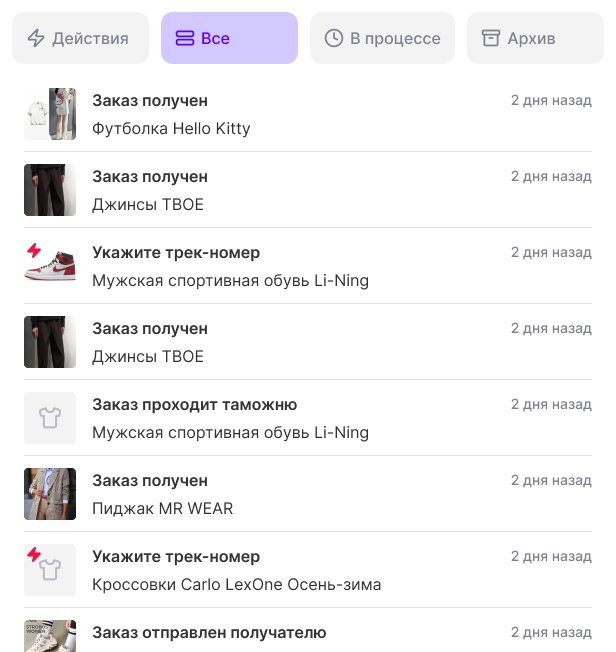 Действия
Все
В процессе
Архив
Заказ получен
2 дня назад
Футболка Hello Kitty
Заказ получен
2 дня назад
Джинсы ТВОЕ
Укажите трек-номер
2 дня назад
Мужская спортивная обувь Li-Ning
Заказ получен
2 дня назад
Джинсы ТВОЕ
Заказ проходит таможню
2 дня назад
Мужская спортивная обувь Li-Ning
Заказ получен
2 дня назад
Пиджак MR WEAR
Укажите трек-номер
2 дня назад
Кроссовки Carlo LexOne Осень-зима
Заказ отправлен получателю
2 дня назад
WOMEN